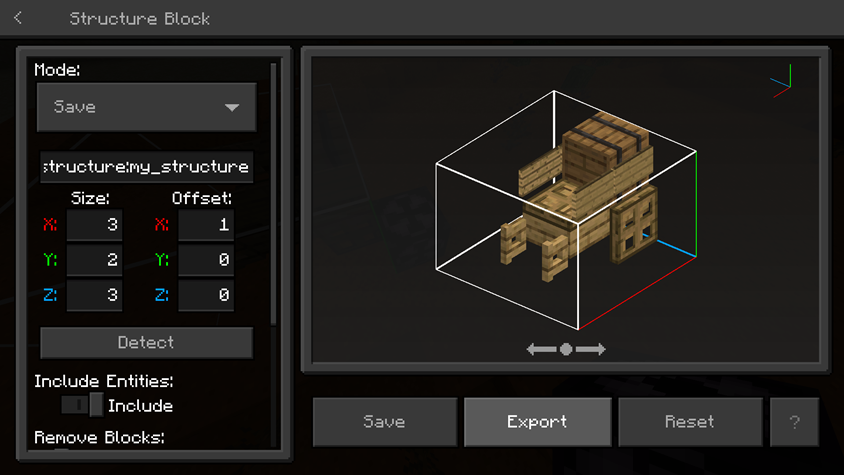 Structure Block
Mode:
Save
structure:my_structure
Size: Offset:
X: 3 X: 1
Y: 2 Y: 0
Z: 3 Z: 0
Detect
Include Entities:
Include
Remove Blocks:
Save Export Reset ?